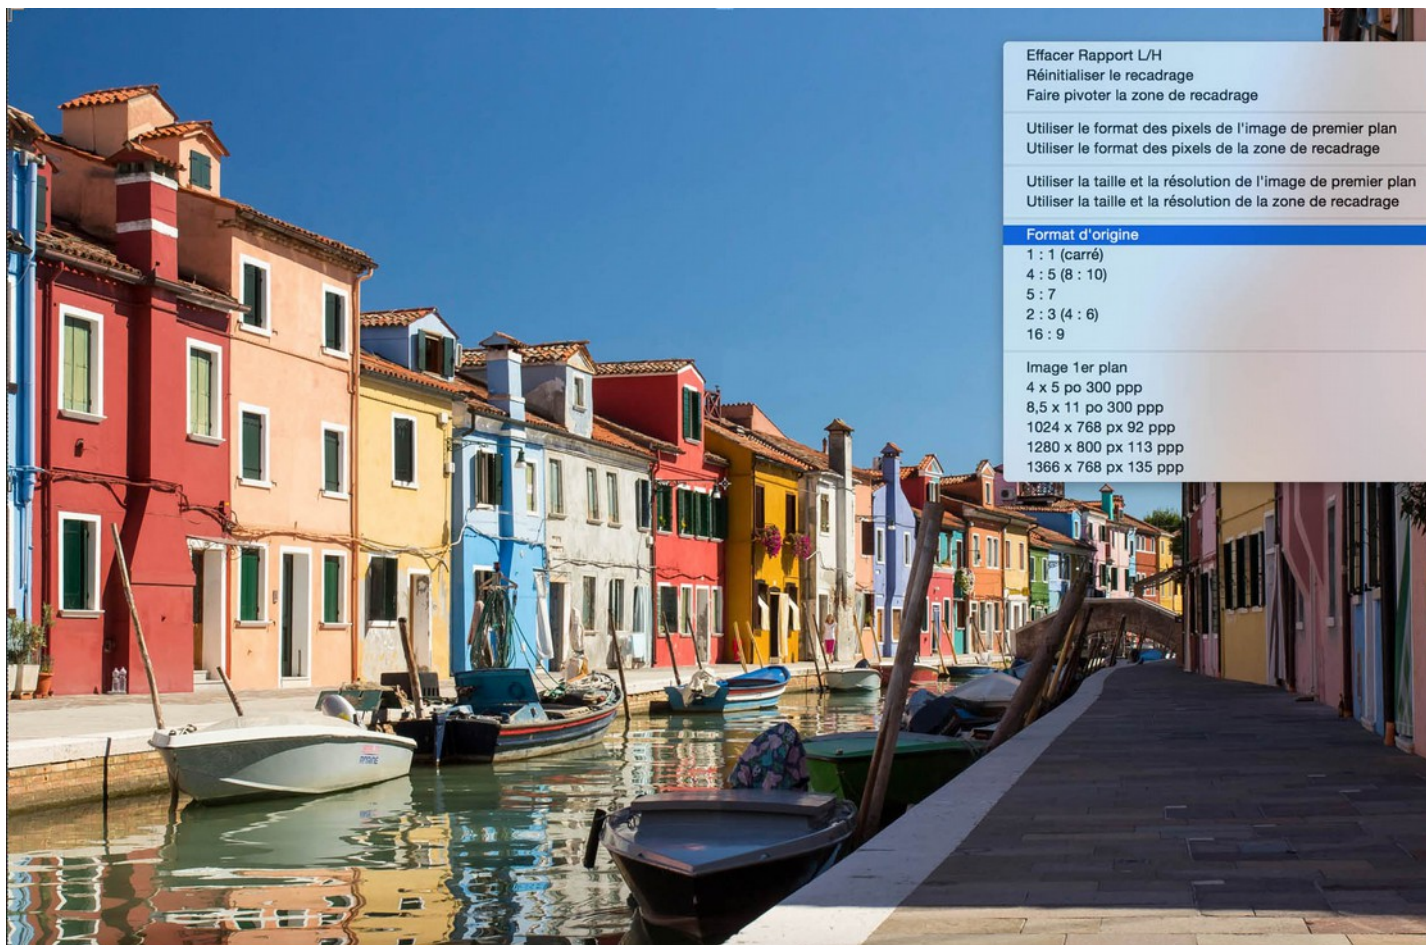 Effacer Rapport L/H
Réinitialiser le recadrage
Faire pivoter la zone de recadrage
Utiliser le format des pixels de l'image de premier plan
Utiliser le format des pixels de la zone de recadrage
Utiliser la taille et la résolution de l'image de premier plan
Utiliser la taille et la résolution de la zone de recadrage
Format d'origine
1 : 1 (carré)
4 : 5 (8 : 10)
5 : 7
2 : 3 (4 : 6)
16 : 9
Image 1er plan
4 x 5 po 300 ppp
8,5 x 11 po 300 ppp
1024 x 768 px 92 ppp
1280 x 800 px 113 ppp
1366 x 768 px 135 ppp